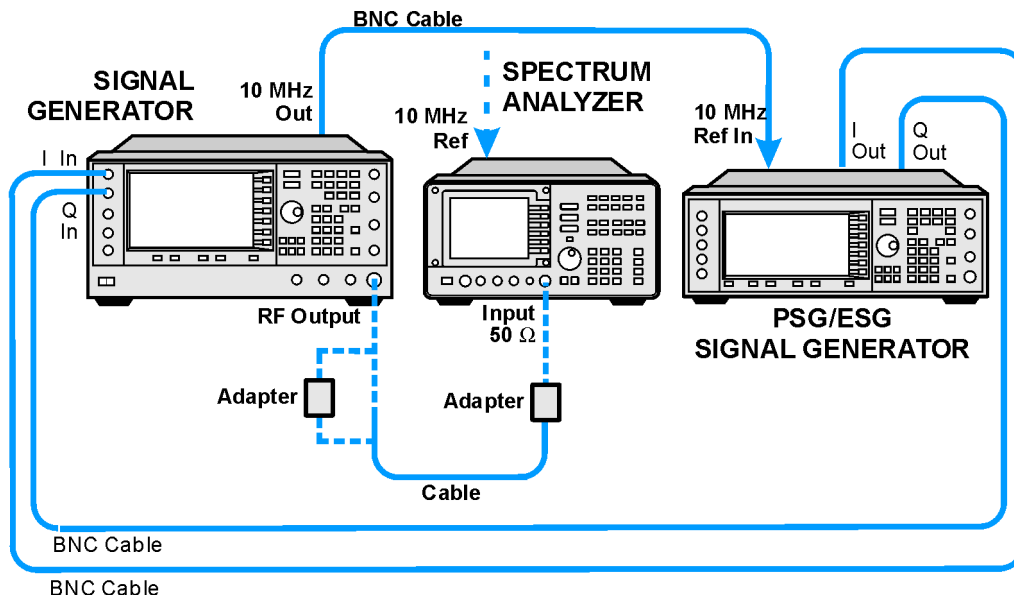 BNC Cable
SIGNAL
GENERATOR
10 MHz
Out
SPECTRUM
ANALYZER
10 MHz
Ref
10 MHz
Ref In
I
Out
Q
Out
I In
Q
In
RF Output
Input
50 Ω
PSG/ESG
SIGNAL GENERATOR
Adapter
Adapter
Cable
BNC Cable
BNC Cable